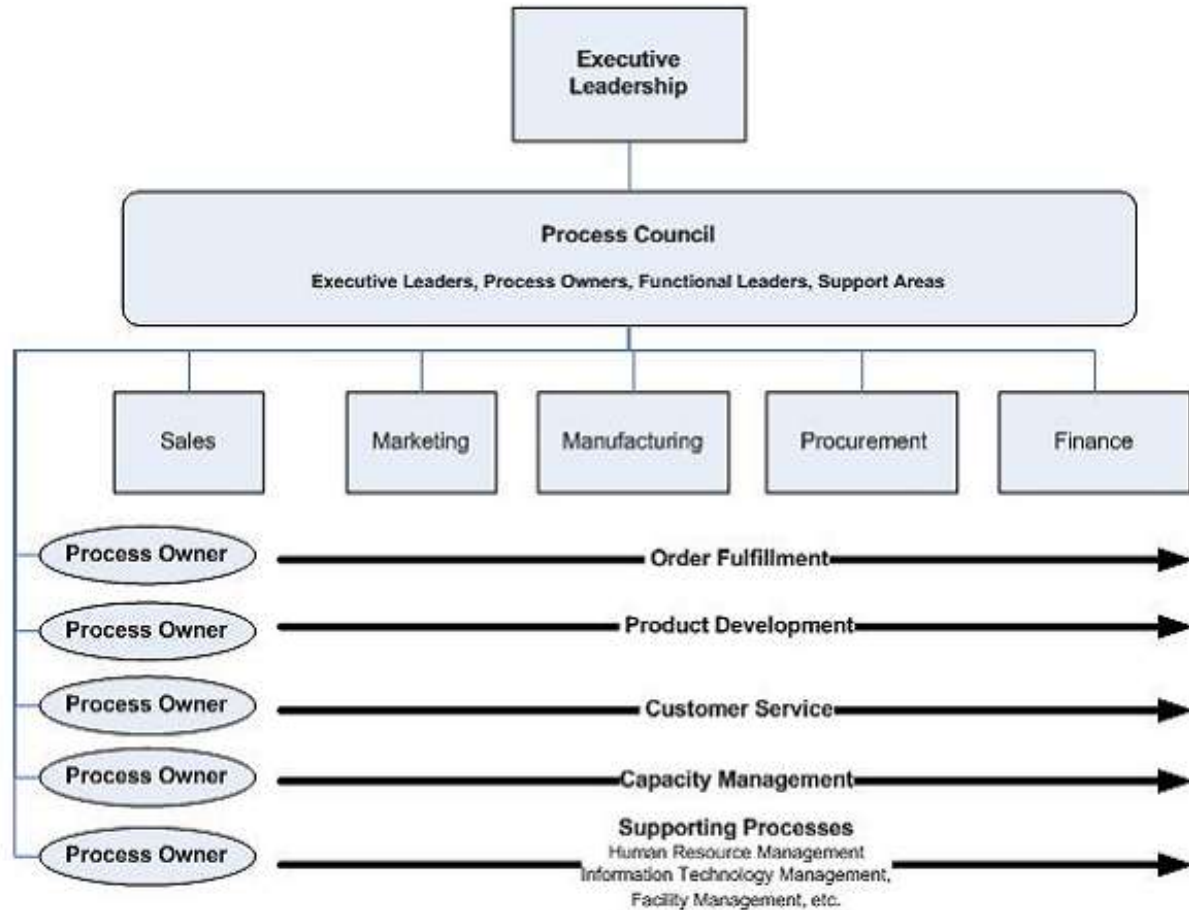 Executive
Leadership
Process Council
Executive Leaders, Process Owners, Functional Leaders, Support Areas
Sales
Marketing
Manufacturing
Procurement
Finance
Process Owner
Order Fulfillment
Process Owner
Product Development
Process Owner
Customer Service
Process Owner
Capacity Management
Process Owner
Supporting Processes
Human Resource Management
Information Technology Management,
Facility Management, etc.